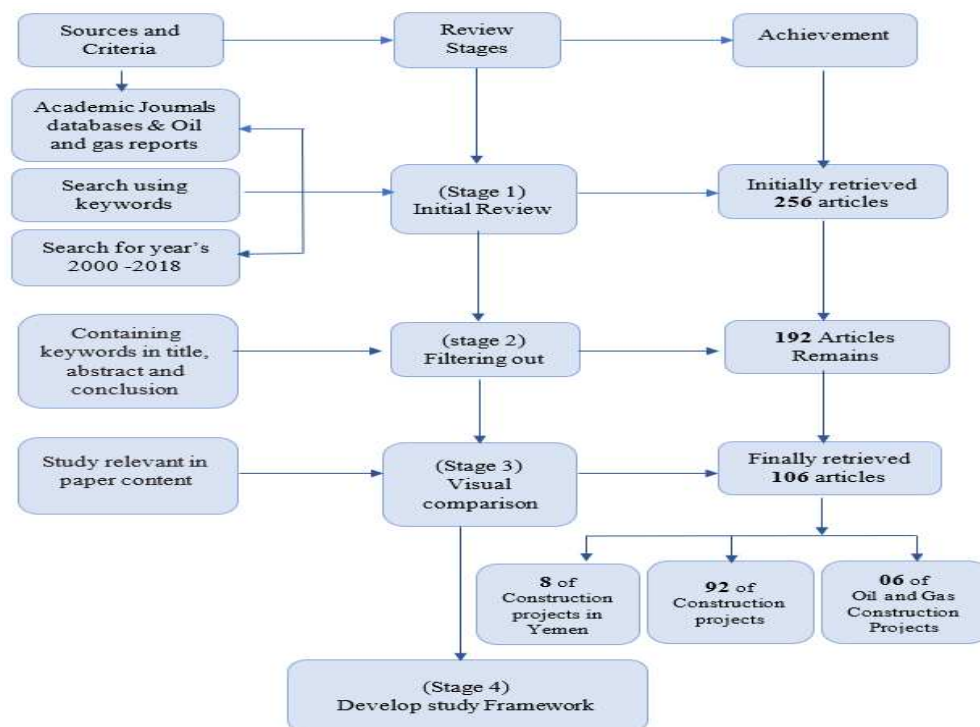 Sources and
Criteria
Review
Stages
Achievement
Academic Journals
databases & Oil
and gas reports
Search using
keywords
(Stage 1)
Initial Review
Initially retrieved
256 articles
Search for year's
2000 -2018
Containing
keywords in title,
abstract and
conclusion
(stage 2)
Filtering out
192 Articles
Remains
Study relevant in
paper content
(Stage 3)
Visual
comparison
Finally retrieved
106 articles
8 of
Construction
projects in
Yemen
92 of
Construction
projects
06 of
Oil and Gas
Construction
Projects
(Stage 4)
Develop study Framework